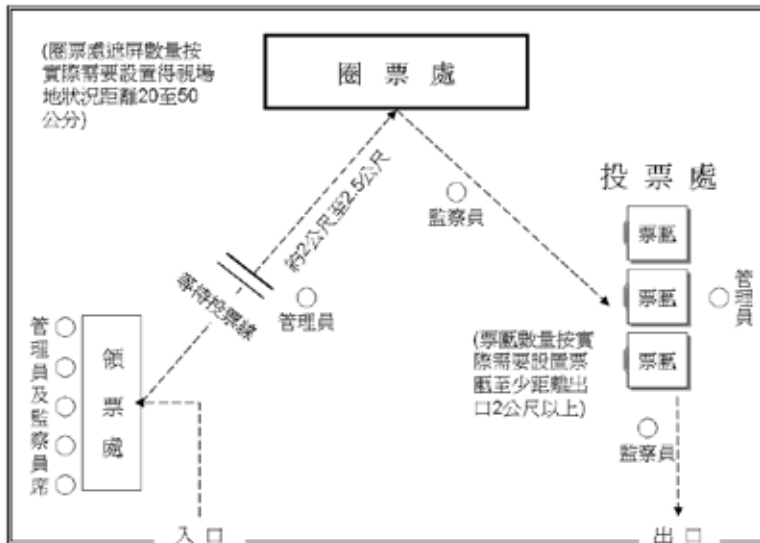 (圈票處遮屏數量按
實際需要設置得視場
地狀況距離20至50
公分)
圈票處
約2公尺至2.5公尺
等待投票線
管理員
監察員
投票處
票匭
票匭
票匭
管理員
(票匭數量按實
際需要設置票
匭至少距離出
口2公尺以上)
監察員
管理員及監察員席
領票處
入口
出口